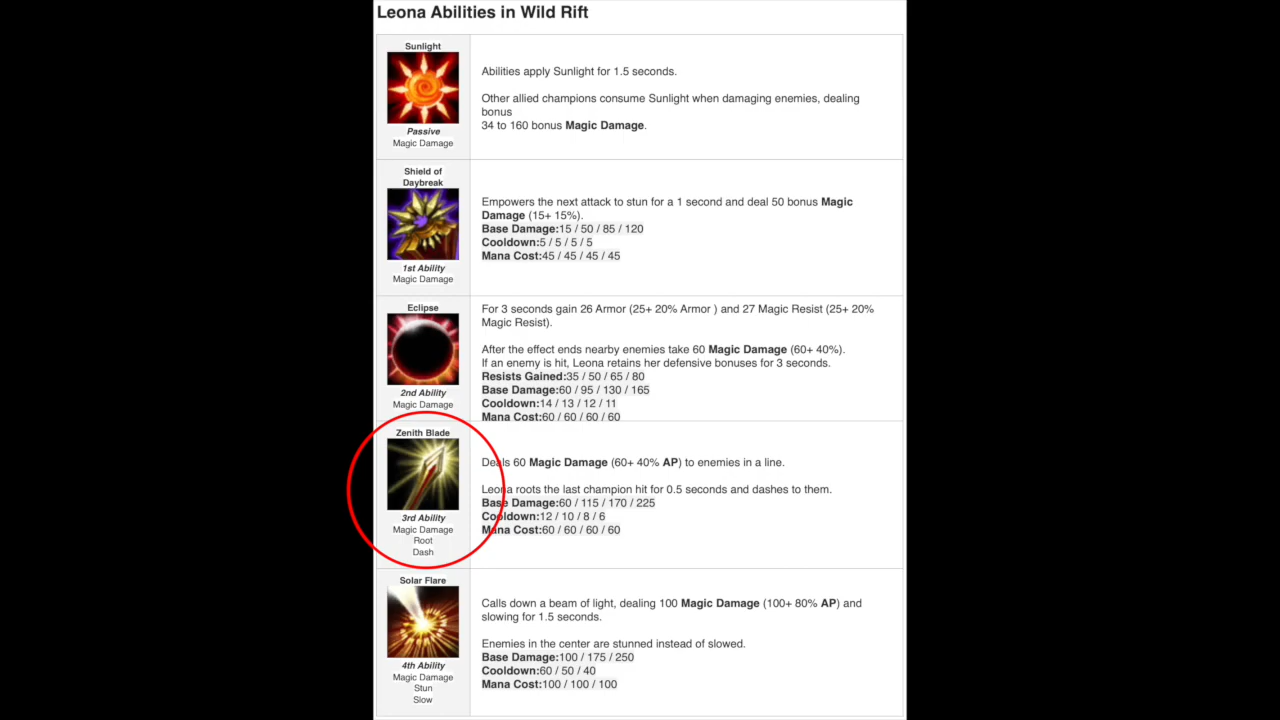 Leona Abilities in Wild Rift
Sunlight
Passive
Magic Damage
Abilities apply Sunlight for 1.5 seconds.
Other allied champions consume Sunlight when damaging enemies, dealing
bonus
34 to 160 bonus Magic Damage.
Shield of
Daybreak
1st Ability
Magic Damage
Empowers the next attack to stun for a 1 second and deal 50 bonus Magic
Damage (15+ 15%).
Base Damage:15 / 50 / 85 / 120
Cooldown:5 / 5 / 5 / 5
Mana Cost:45 / 45 / 45 / 45
Eclipse
2nd Ability
Magic Damage
For 3 seconds gain 26 Armor (25+ 20% Armor ) and 27 Magic Resist (25+ 20%
Magic Resist).
After the effect ends nearby enemies take 60 Magic Damage (60+ 40%).
If an enemy is hit, Leona retains her defensive bonuses for 3 seconds.
Resists Gained:35 / 50 / 65 / 80
Base Damage:60 / 95 / 130 / 165
Cooldown:14 / 13 / 12 / 11
Mana Cost:60 / 60 / 60 / 60
Zenith Blade
3rd Ability
Magic Damage
Root
Dash
Deals 60 Magic Damage (60+ 40% AP) to enemies in a line.
Leona roots the last champion hit for 0.5 seconds and dashes to them.
Base Damage:60 / 115 / 170 / 225
Cooldown:12 / 10 / 8 / 6
Mana Cost:60 / 60 / 60 / 60
Solar Flare
4th Ability
Magic Damage
Stun
Slow
Calls down a beam of light, dealing 100 Magic Damage (100+ 80% AP) and
slowing for 1.5 seconds.
Enemies in the center are stunned instead of slowed.
Base Damage:100 / 175 / 250
Cooldown:60 / 50 / 40
Mana Cost:100 / 100 / 100